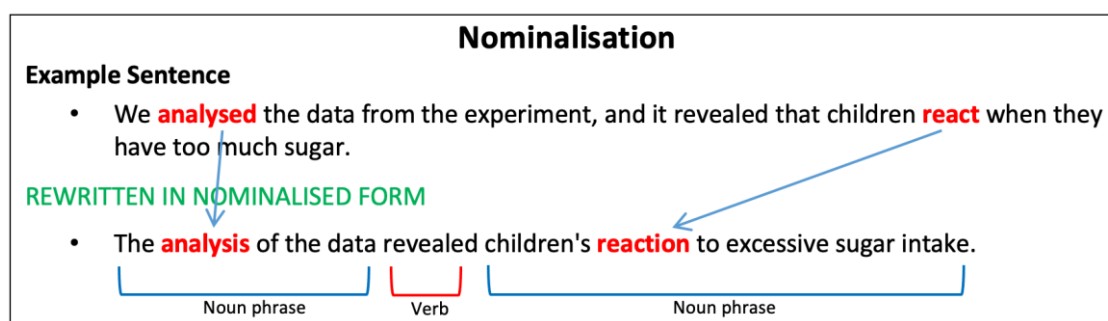 Nominalisation
Example Sentence
• We analysed the data from the experiment, and it revealed that children react when they
have too much sugar.
REWRITTEN IN NOMINALISED FORM
• The analysis of the data revealed children's reaction to excessive sugar intake.
Noun phrase Verb Noun phrase